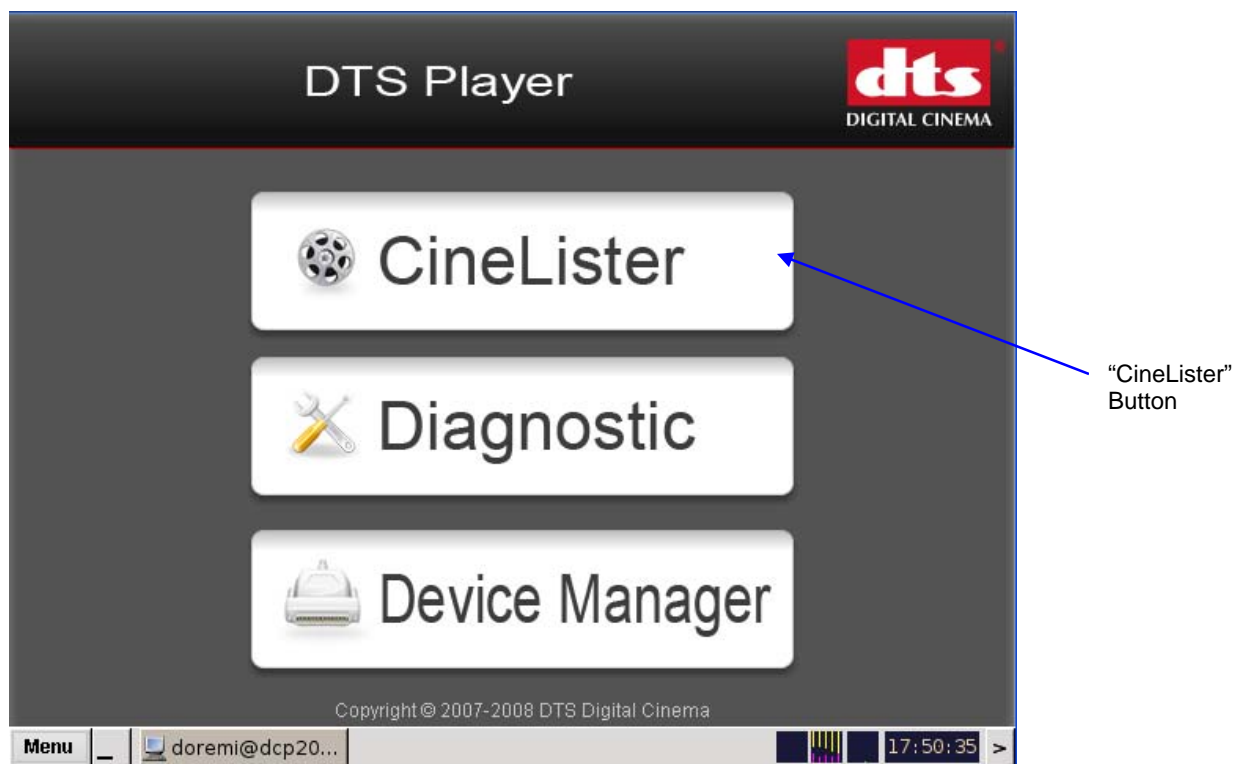 DTS Player
dts
DIGITAL CINEMA
CineLister
“CineLister”
Button
Diagnostic
Device Manager
Copyright © 2007-2008 DTS Digital Cinema
Menu _ doremi@dcp20... 17:50:35 >